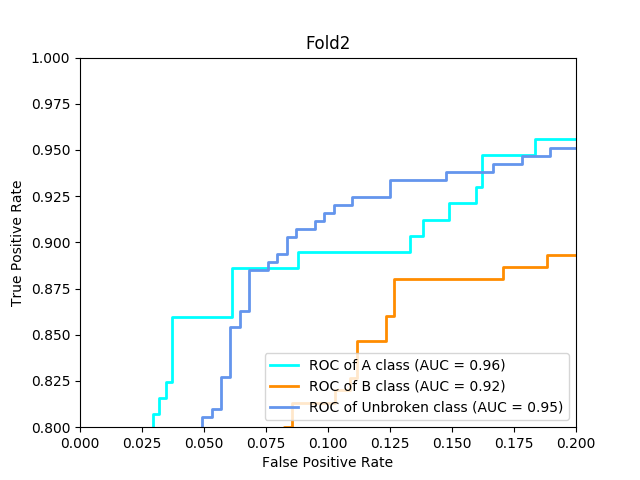 Fold2
True Positive Rate
1.000
0.975
0.950
0.925
0.900
0.875
0.850
0.825
0.800
ROC of A class (AUC = 0.96)
ROC of B class (AUC = 0.92)
ROC of Unbroken class (AUC = 0.95)
0.000 0.025 0.050 0.075 0.100 0.125 0.150 0.175 0.200
False Positive Rate